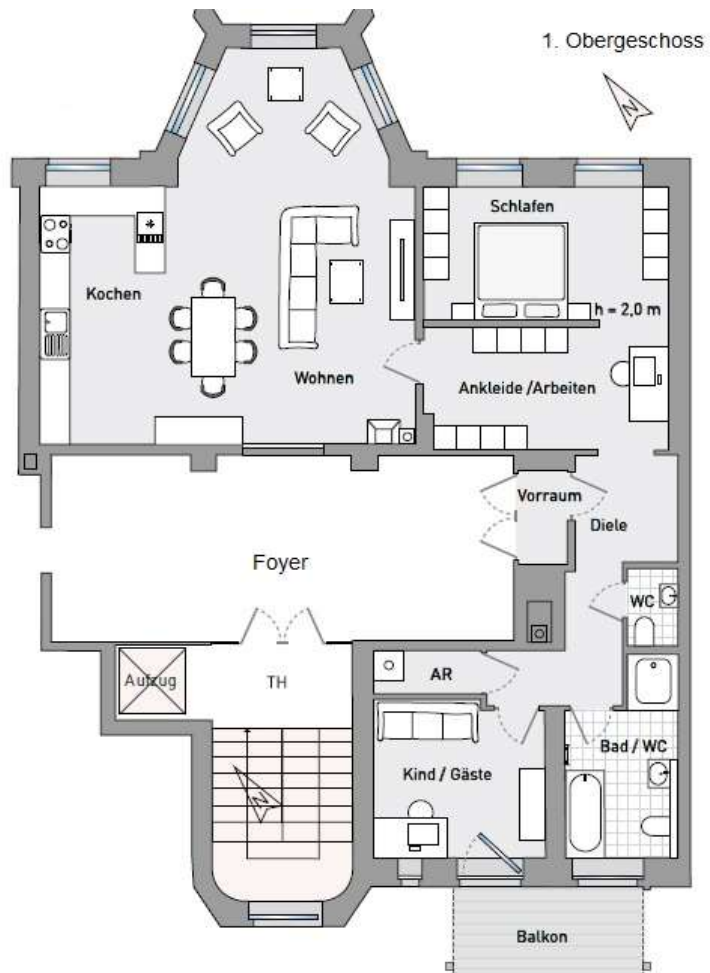 1. Obergeschoss
N
Schlafen
Kochen
h = 2,0 m
Wohnen
Ankleide /Arbeiten
Vorraum
Diele
Foyer
WC
AR
Aufzug
TH
Bad / WC
Kind / Gäste
N
Balkon